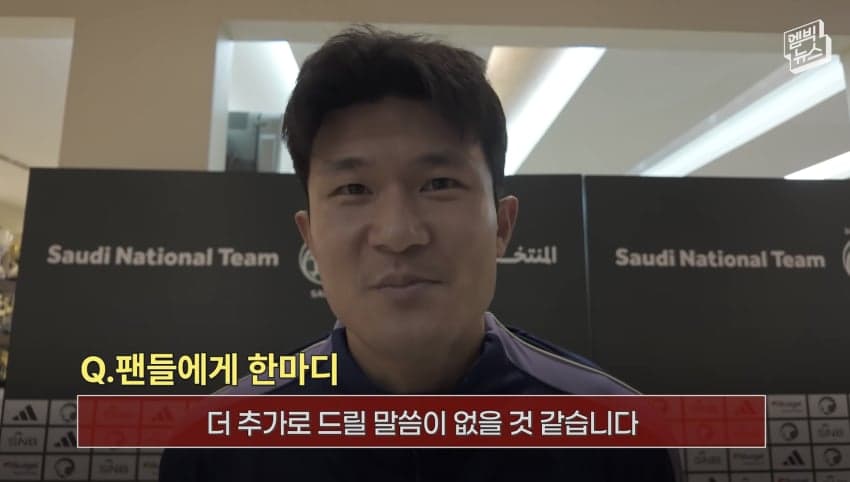 엠빅
뉴스
Saudi National Team
المنتخ
Saudi National Team
Q.팬들에게 한마디
더 추가로 드릴 말씀이 없을 것 같습니다